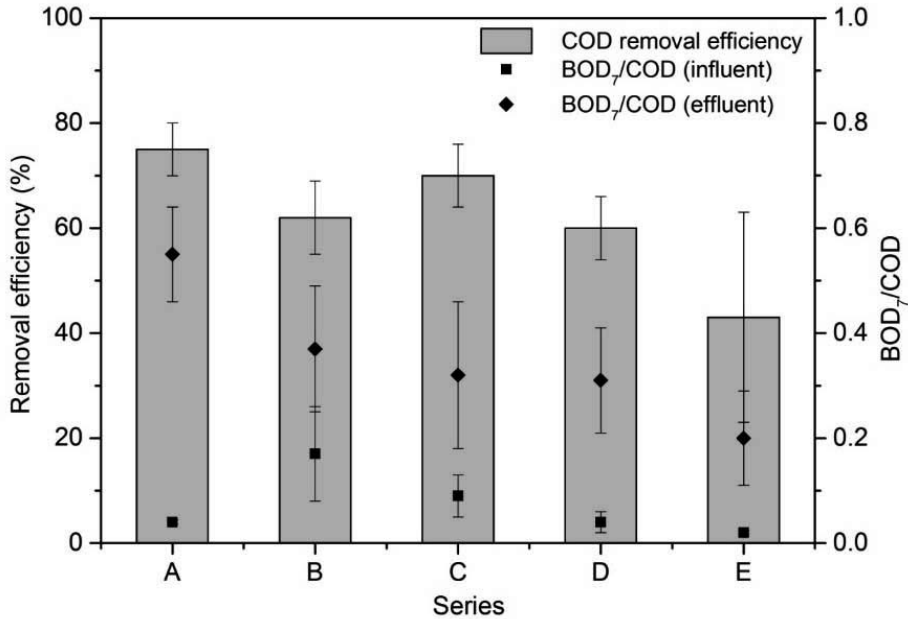 100
80
60
40
20
0
Removal efficiency (%)
COD removal efficiency
BOD₇/COD (influent)
BOD₇/COD (effluent)
1.0
0.8
0.6
0.4
0.2
0.0
BOD₇/COD
A B C D E
Series